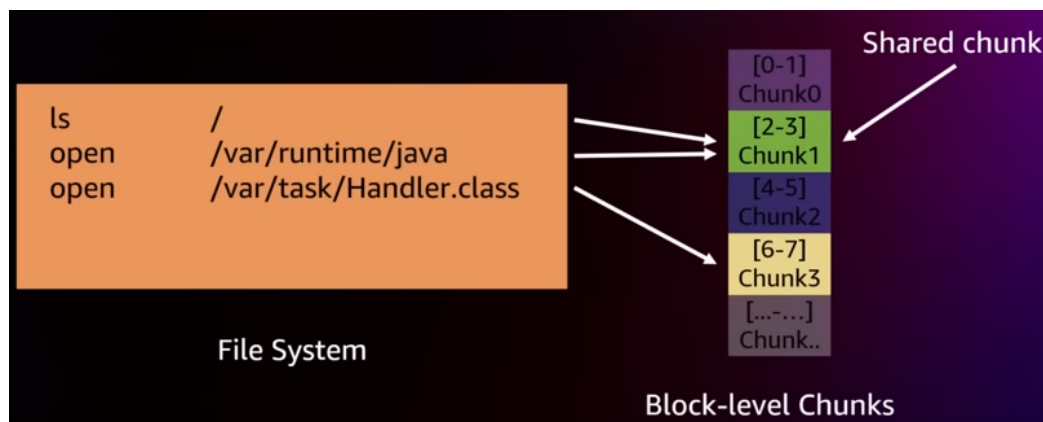 Shared chunk
ls /
open /var/runtime/java
open /var/task/Handler.class
File System
[0-1]
Chunk0
[2-3]
Chunk1
[4-5]
Chunk2
[6-7]
Chunk3
[...-...]
Chunk..
Block-level Chunks